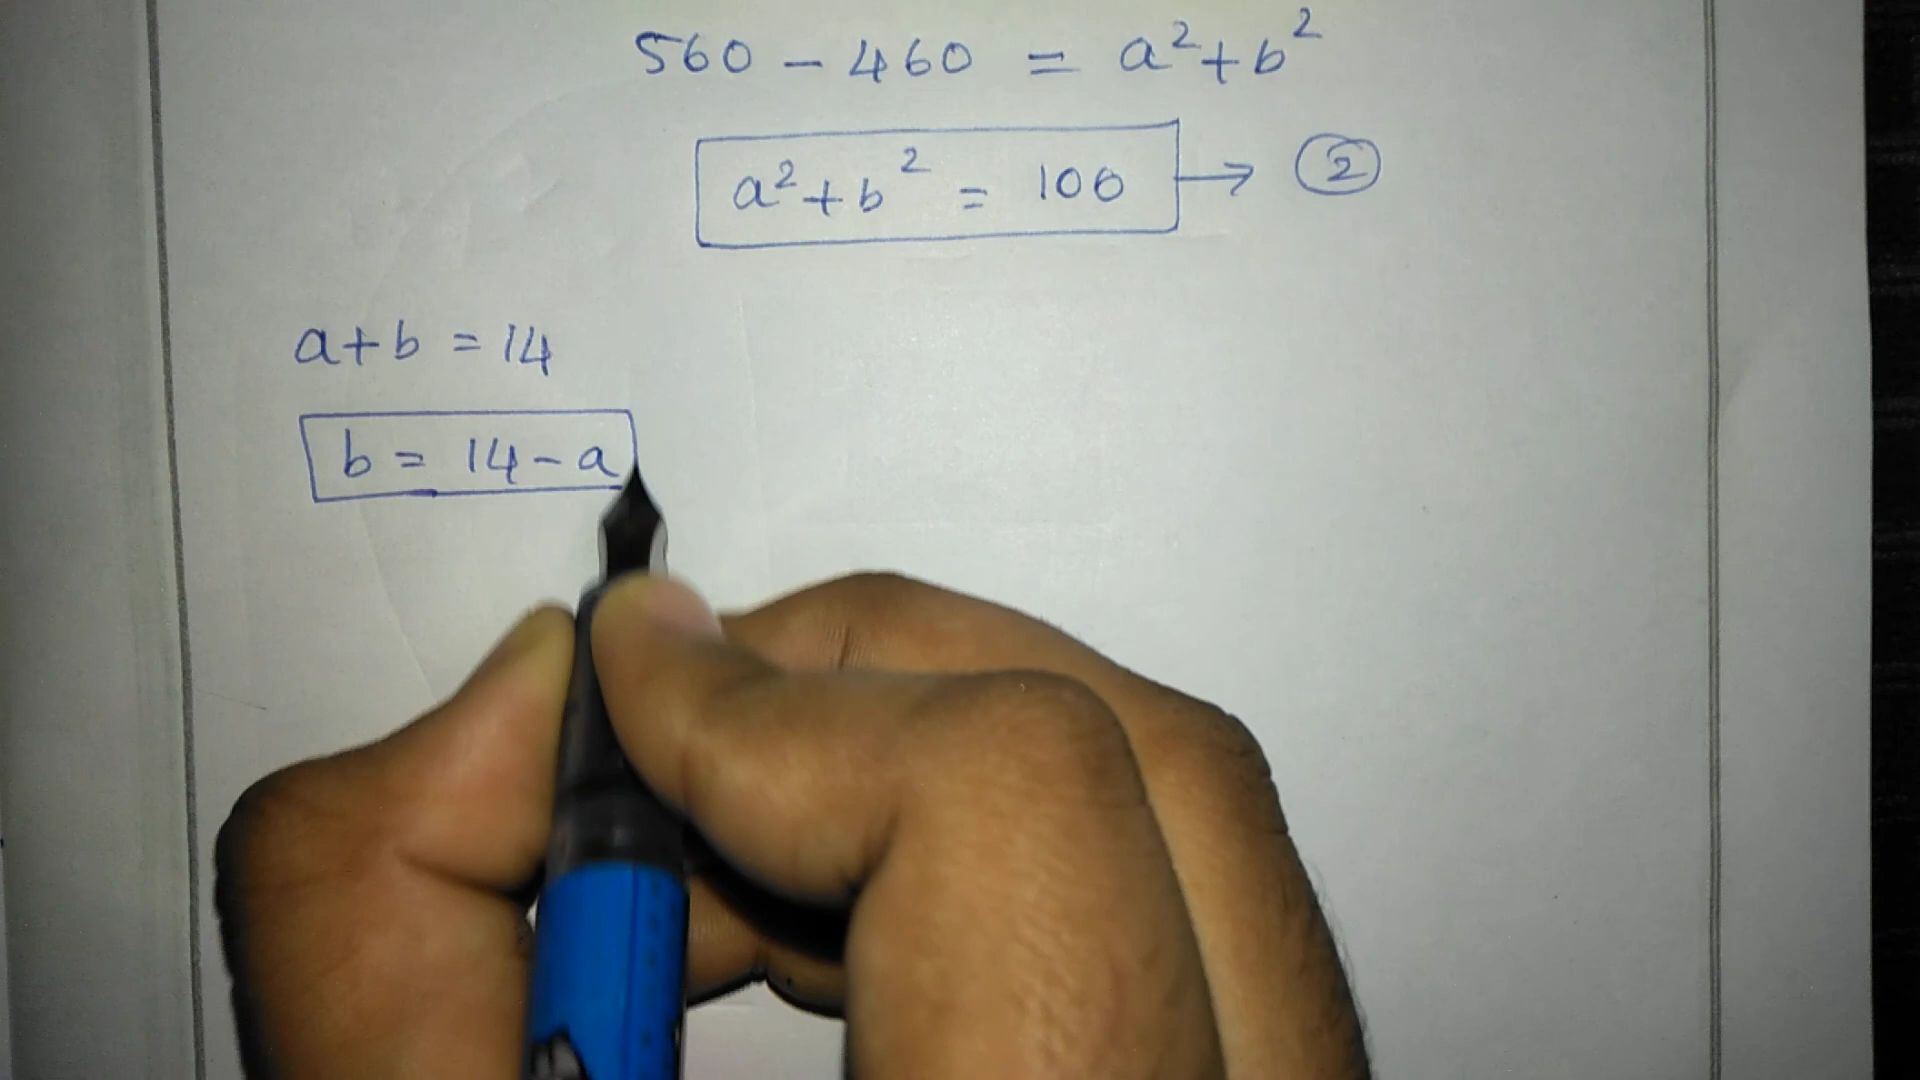 560 - 460 = a²+b²
a²+b² = 100 → ②
a+b = 14
b = 14-a